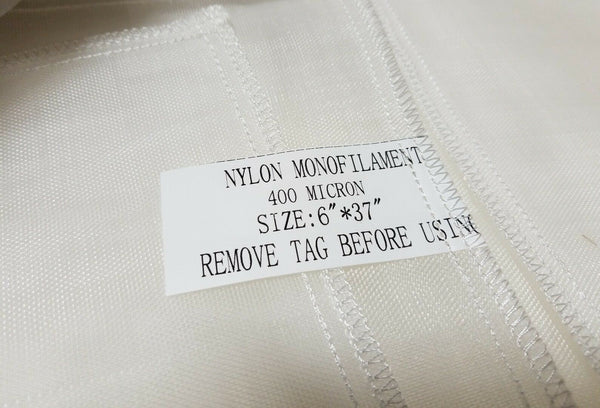 NYLON MONOFILAMENT
400 MICRON
SIZE:6"*37"
REMOVE TAG BEFORE USING